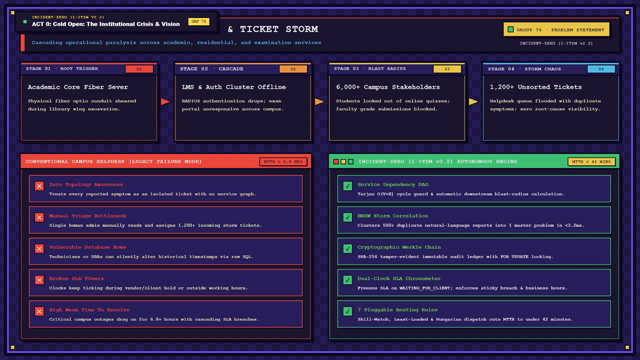 INCIDENT-ZERO (I-ITSM V2.2)
ACT 0: Cold Open: The Institutional Crisis & Vision
GRP 70
& TICKET STORM
Cascading operational paralysis across academic, residential, and examination services
GROUP 70 · PROBLEM STATEMENT
INCIDENT-ZERO (I-ITSM V2.2)
STAGE 01 · ROOT TRIGGER
01
Academic Core Fiber Sever
Physical fiber optic conduit sheared
during library wing excavation.
STAGE 02 · CASCADE
02
LMS & Auth Cluster Offline
RADIUS authentication drops; exam
portal unresponsive across campus.
STAGE 03 · BLAST RADIUS
03
6,000+ Campus Stakeholders
Students locked out of online quizzes;
faculty grade submissions blocked.
STAGE 04 · STORM CHAOS
04
1,200+ Unsorted Tickets
Helpdesk queue flooded with duplicate
symptoms; zero root-cause visibility.
CONVENTIONAL CAMPUS HELPDESK (LEGACY FAILURE MODE)
Zero Topology Awareness
Treats every reported symptom as an isolated ticket with no service graph.
Manual Triage Bottleneck
Single human admin manually reads and assigns 1,200+ incoming storm tickets.
Vulnerable Database Rows
Technicians or DBAs can silently alter historical timestamps via raw SQL.
Broken SLA Timers
Clocks keep ticking during vendor/client hold or outside working hours.
High Mean Time To Resolve
Critical campus outages drag on for 6.8+ hours with cascading SLA breaches.
INCIDENT-ZERO (I-ITSM V2.2) AUTONOMOUS ENGINE
MTTR < 42 MINS
Service Dependency DAG
Tarjan O(V+E) cycle guard & automatic downstream blast-radius calculation.
HNSW Storm Correlation
Clusters 500+ duplicate natural-language reports into 1 master problem in <3.2ms.
Cryptographic Merkle Chain
SHA-256 tamper-evident immutable audit ledger with FOR UPDATE locking.
Dual-Clock SLA Chronometer
Freezes SLA on WAITING_FOR_CLIENT; enforces sticky breach & business hours.
7 Pluggable Routing Rules
Skill-Match, Least-Loaded & Hungarian dispatch cuts MTTR to under 42 minutes.